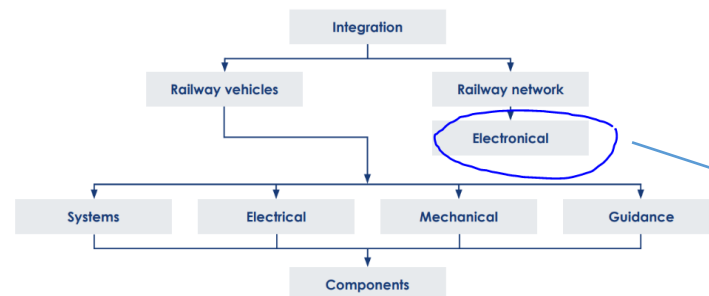 Integration
Railway vehicles
Railway network
Electronical
Systems
Electrical
Mechanical
Guidance
Components